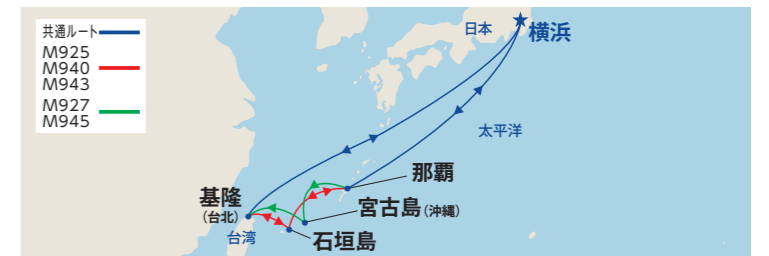 共通ルート
M925
M940
M943
M927
M945
日本
横浜
太平洋
那覇
宮古島(沖縄)
基隆
(台北)
台湾
石垣島